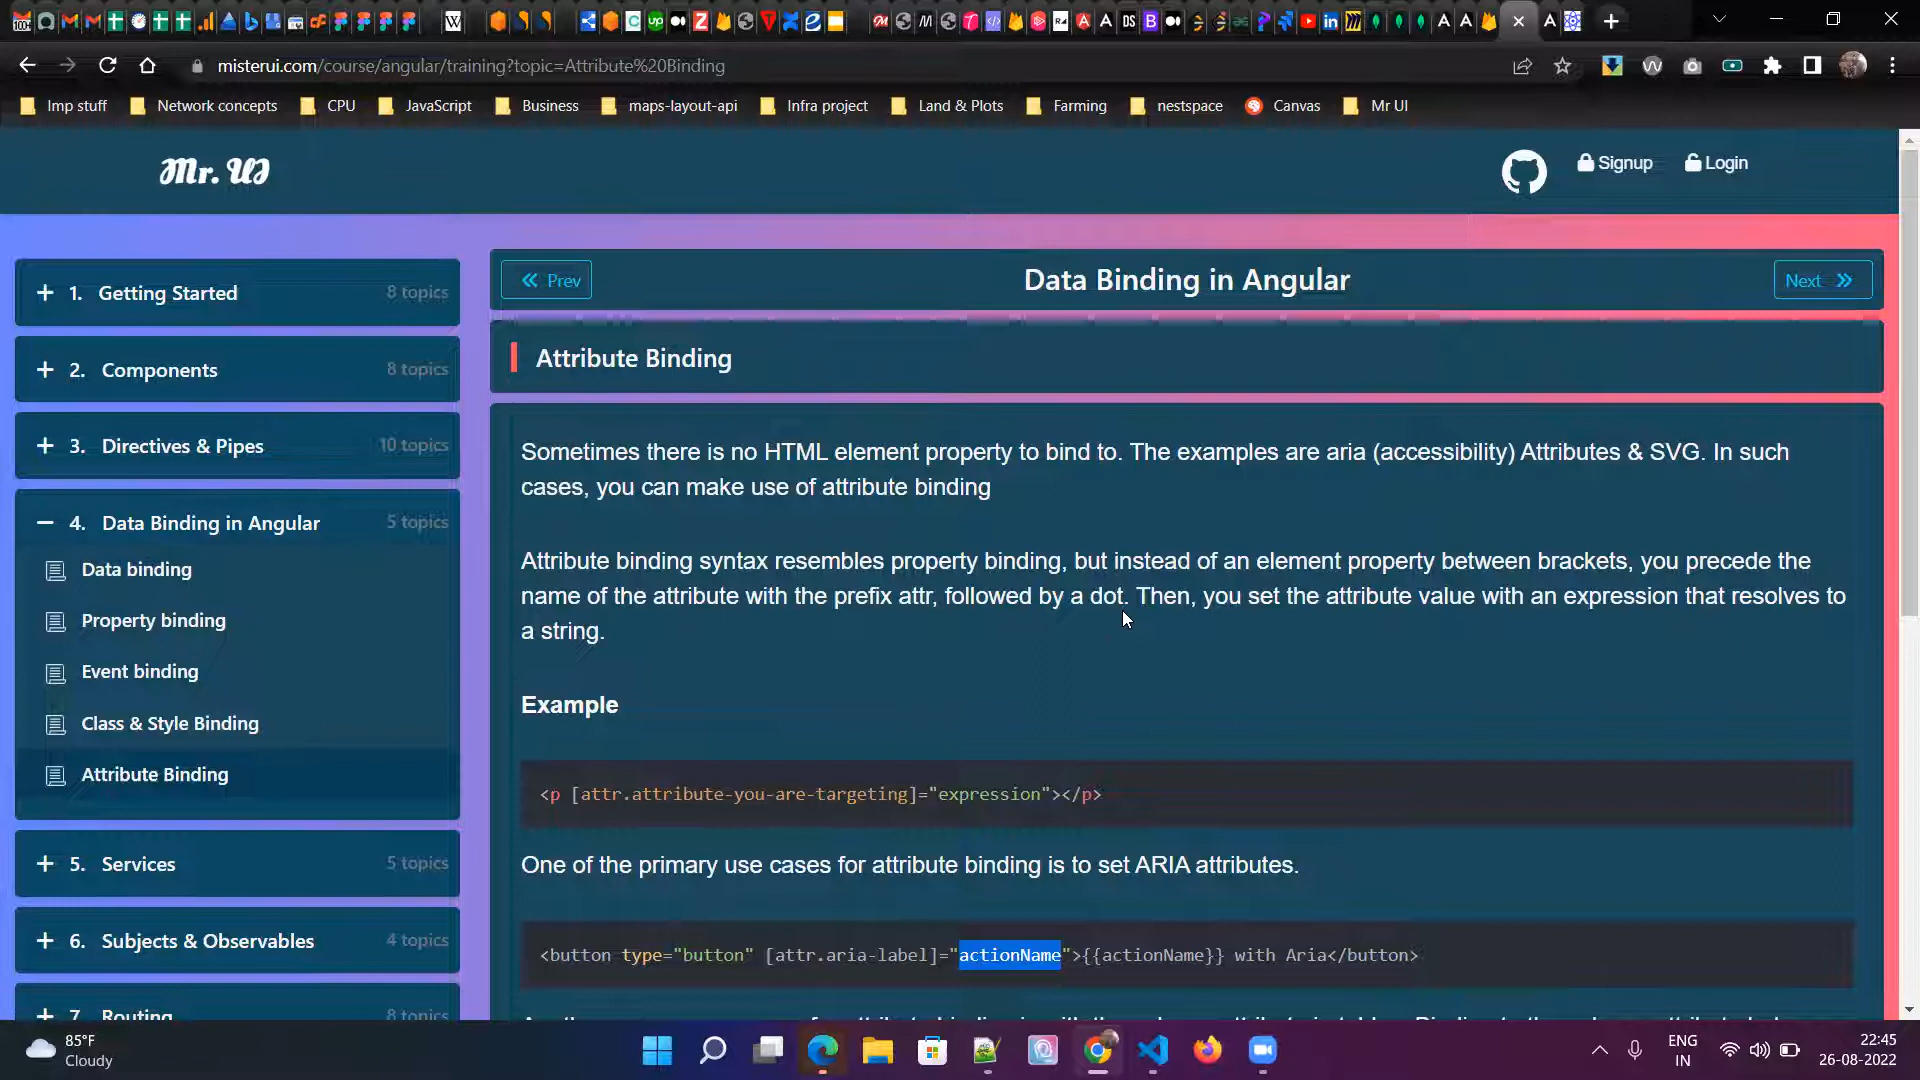 misterui.com/course/angular/training?topic=Attribute%20Binding
Imp stuff
Network concepts
CPU
JavaScript
Business
maps-layout-api
Infra project
Land & Plots
Farming
nestspace
Canvas
Mr UI
Mr. UI
Signup
Login
Prev
Data Binding in Angular
Next
+ 1. Getting Started 8 topics
+ 2. Components 8 topics
+ 3. Directives & Pipes 10 topics
− 4. Data Binding in Angular 5 topics
Data binding
Property binding
Event binding
Class & Style Binding
Attribute Binding
+ 5. Services 5 topics
+ 6. Subjects & Observables 4 topics
+ 7. Routing 8 topics
Attribute Binding
Sometimes there is no HTML element property to bind to. The examples are aria (accessibility) Attributes & SVG. In such
cases, you can make use of attribute binding
Attribute binding syntax resembles property binding, but instead of an element property between brackets, you precede the
name of the attribute with the prefix attr, followed by a dot. Then, you set the attribute value with an expression that resolves to
a string.
Example
<p [attr.attribute-you-are-targeting]="expression"></p>
One of the primary use cases for attribute binding is to set ARIA attributes.
<button type="button" [attr.aria-label]="actionName">{{actionName}} with Aria</button>
85°F
Cloudy
ENG
IN
22:45
26-08-2022